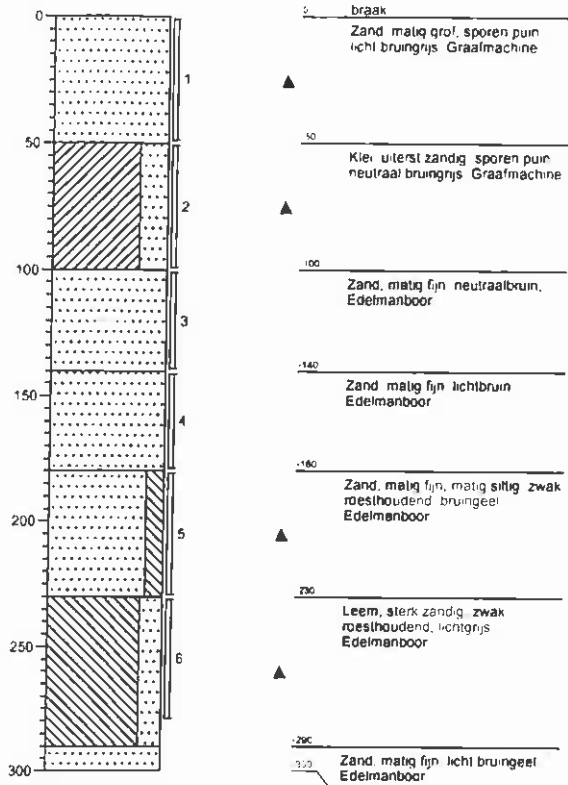 0
50
100
150
200
250
300
1
2
3
4
5
6
0
braak
Zand, matig grof, sporen puin
licht bruingrijs Graafmachine
-50
Klei uiterst zandig sporen puin
neutraal bruingrijs Graafmachine
-100
Zand, matig fijn neutraalbruin,
Edelmanboor
-140
Zand matig fijn lichtbruin
Edelmanboor
-180
Zand, matig fijn, matig siltig zwak
roesthoudend bruingeel
Edelmanboor
-230
Leem, sterk zandig, zwak
roesthoudend, lichtgrijs
Edelmanboor
-290
Zand, matig fijn licht bruingeel
-300
Edelmanboor